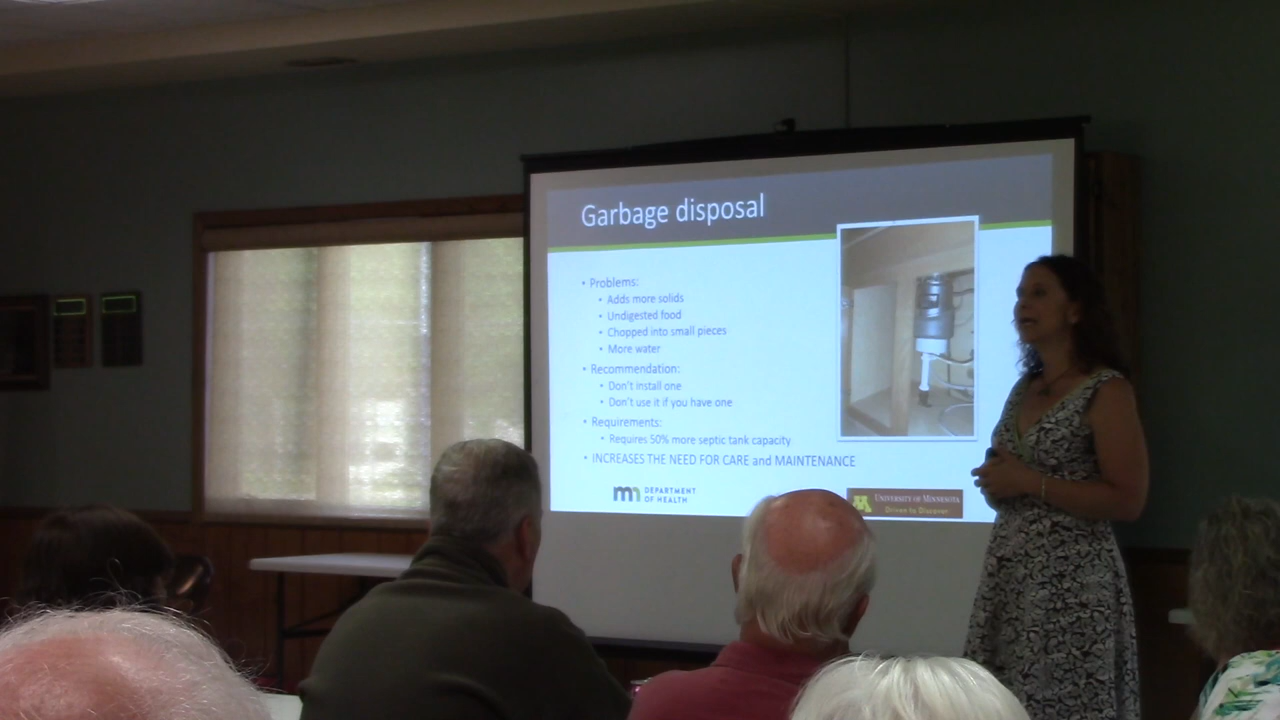 Garbage disposal
• Problems:
• Adds more solids
• Undigested food
• Chopped into small pieces
• More water
• Recommendation:
• Don't install one
• Don't use it if you have one
• Requirements:
• Requires 50% more septic tank capacity
• INCREASES THE NEED FOR CARE and MAINTENANCE
mn DEPARTMENT
OF HEALTH
M UNIVERSITY OF MINNESOTA
Driven to Discover